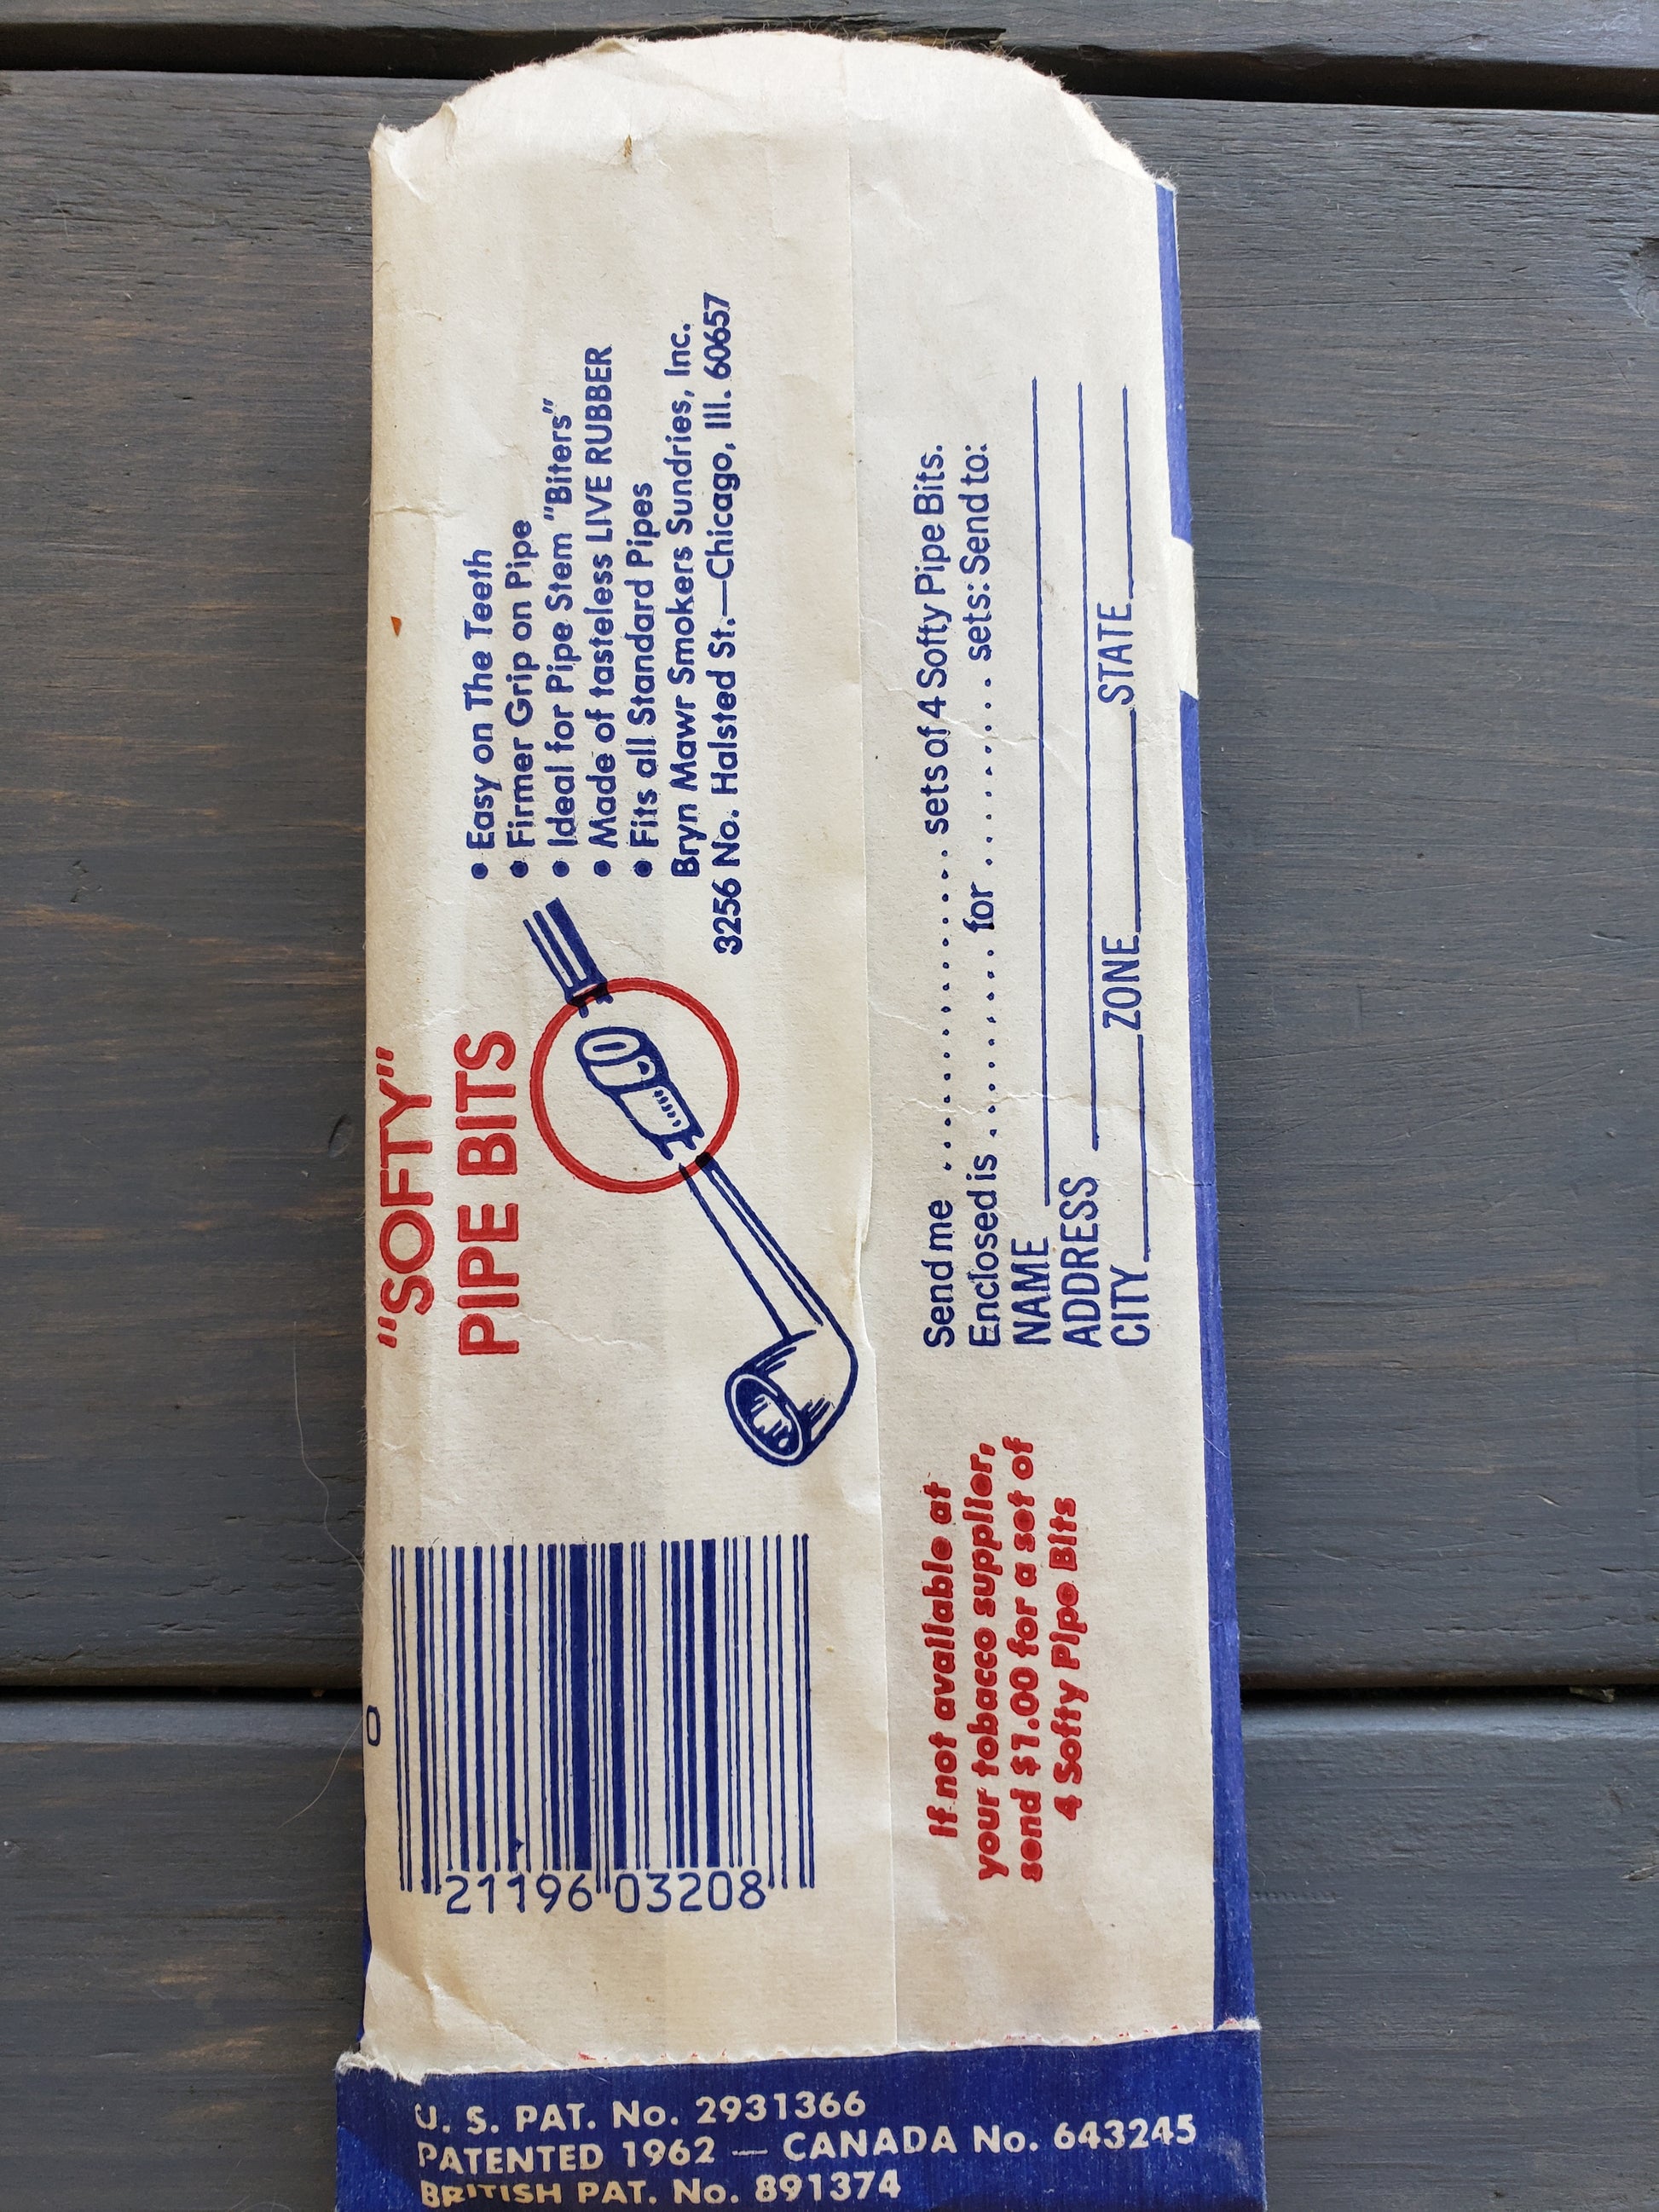 "SOFTY"
PIPE BITS
• Easy on The Teeth
• Firmer Grip on Pipe
• Ideal for Pipe Stem "Biters"
• Made of tasteless LIVE RUBBER
• Fits all Standard Pipes
Bryn Mawr Smokers Sundries, Inc.
3256 No. Halsted St.—Chicago, Ill. 60657
0
21196 03208
If not available at
your tobacco supplier,
send $1.00 for a set of
4 Softy Pipe Bits
Send me .................... sets of 4 Softy Pipe Bits.
Enclosed is ............ for ............ sets: Send to:
NAME
ADDRESS
CITY ZONE STATE
U. S. PAT. No. 2931366
PATENTED 1962 — CANADA No. 643245
BRITISH PAT. No. 891374